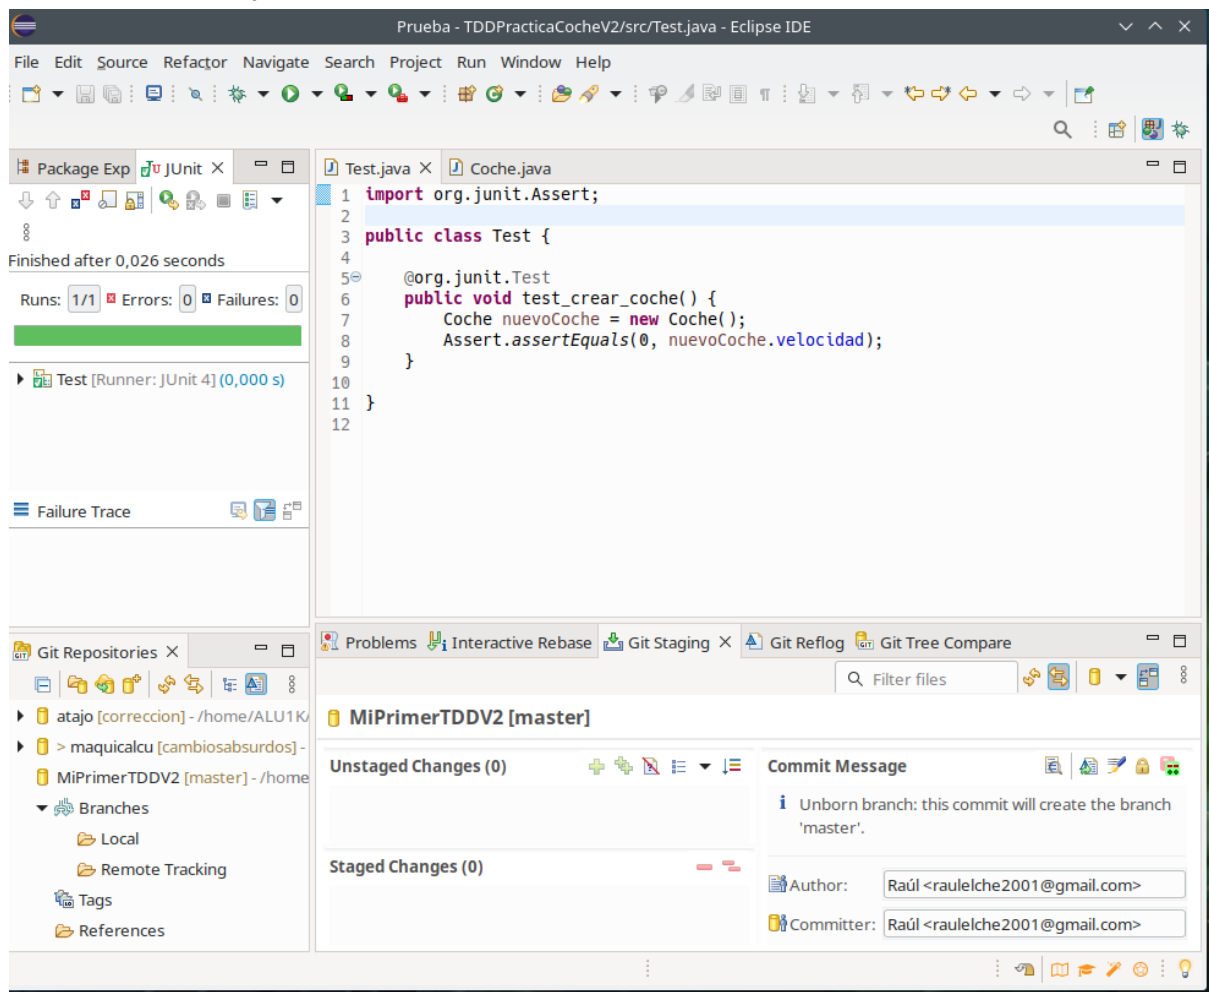 Prueba - TDDPracticaCocheV2/src/Test.java - Eclipse IDE
File Edit Source Refactor Navigate Search Project Run Window Help
Package Exp JUnit
Finished after 0,026 seconds
Runs: 1/1 Errors: 0 Failures: 0
Test [Runner: JUnit 4] (0,000 s)
Failure Trace
Test.java Coche.java
1 import org.junit.Assert;
2
3 public class Test {
4
5 @org.junit.Test
6 public void test_crear_coche() {
7 Coche nuevoCoche = new Coche();
8 Assert.assertEquals(0, nuevoCoche.velocidad);
9 }
10
11 }
12
Git Repositories
atajo [correccion] - /home/ALU1K/
> maquicalcu [cambiosabsurdos] -
MiPrimerTDDV2 [master] - /home
Branches
Local
Remote Tracking
Tags
References
Problems Interactive Rebase Git Staging Git Reflog Git Tree Compare
Filter files
MiPrimerTDDV2 [master]
Unstaged Changes (0)
Staged Changes (0)
Commit Message
Unborn branch: this commit will create the branch
'master'.
Author: Raúl <raulelche2001@gmail.com>
Committer: Raúl <raulelche2001@gmail.com>